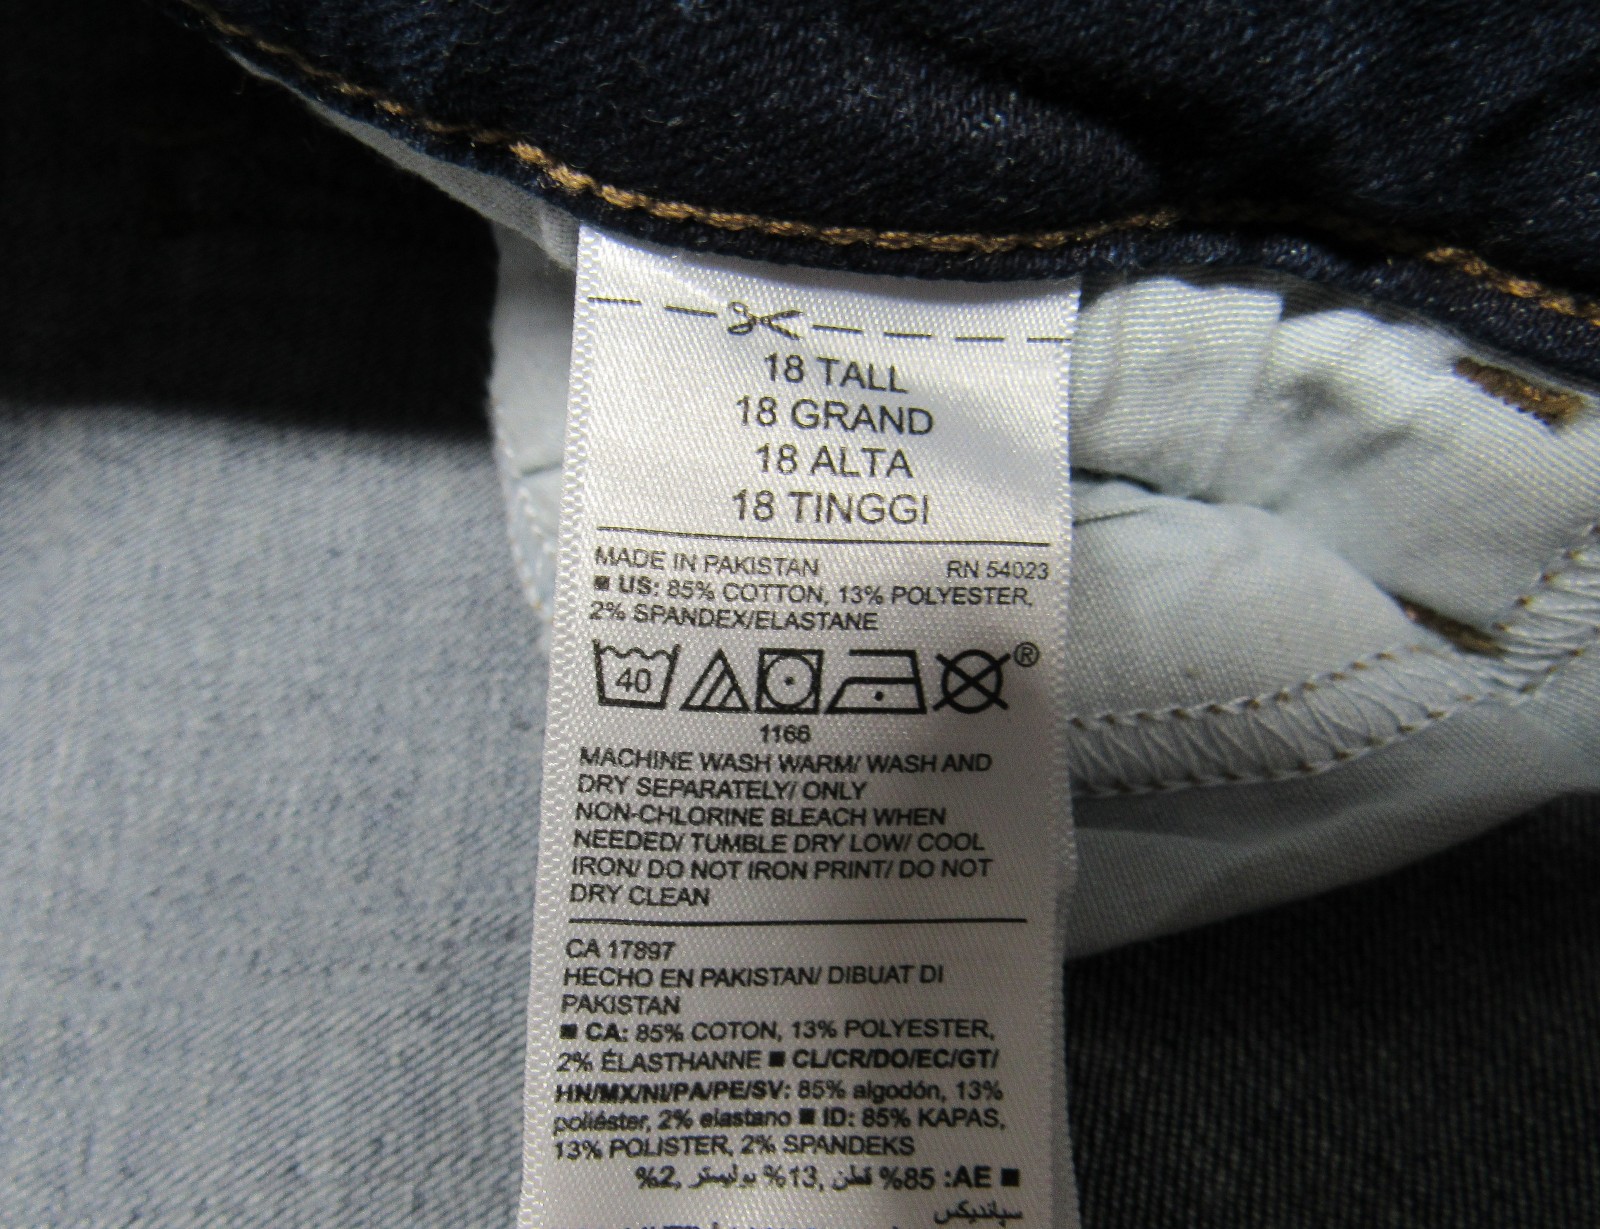 18 TALL
18 GRAND
18 ALTA
18 TINGGI
MADE IN PAKISTAN RN 54023
■ US: 85% COTTON, 13% POLYESTER,
2% SPANDEX/ELASTANE
40 ®
1166
MACHINE WASH WARM/ WASH AND
DRY SEPARATELY/ ONLY
NON-CHLORINE BLEACH WHEN
NEEDED/ TUMBLE DRY LOW/ COOL
IRON/ DO NOT IRON PRINT/ DO NOT
DRY CLEAN
CA 17897
HECHO EN PAKISTAN/ DIBUAT DI
PAKISTAN
■ CA: 85% COTON, 13% POLYESTER,
2% ÉLASTHANNE ■ CL/CR/DO/EC/GT/
HN/MX/NI/PA/PE/SV: 85% algodón, 13%
poliéster, 2% elastano ■ ID: 85% KAPAS,
13% POLISTER, 2% SPANDEKS
■ AE: 85% قطن, 13% بوليستر, 2%
سباندیکس